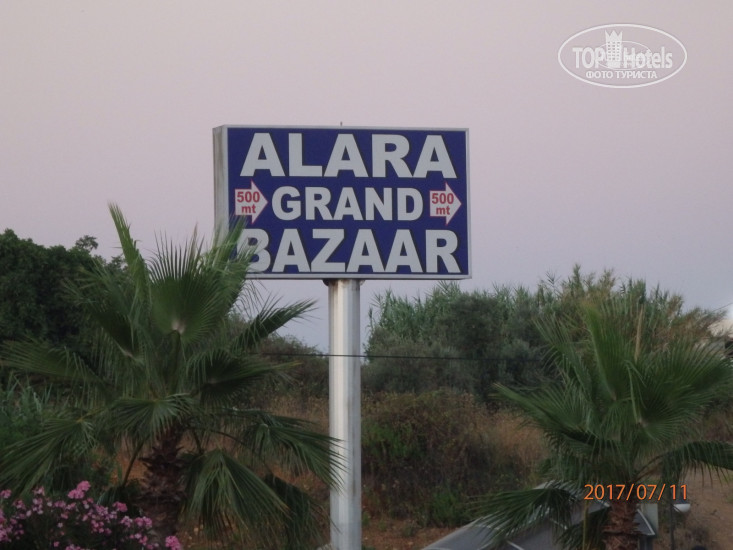 TOP Hotels
ФОТО ТУРИСТА
ALARA
500 mt GRAND 500 mt
BAZAAR
2017/07/11